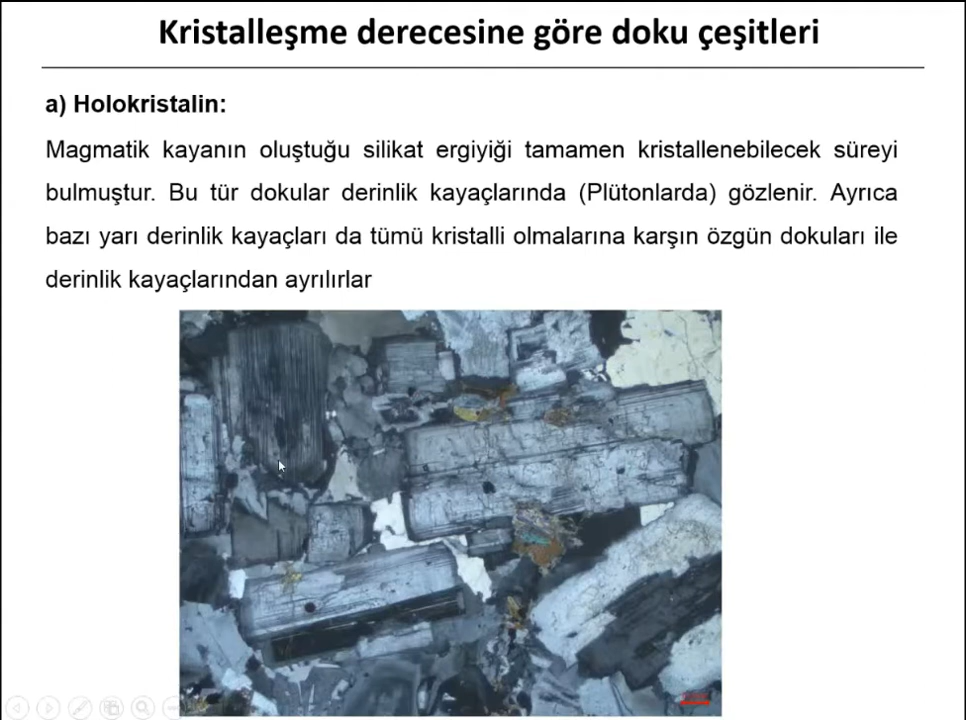 Kristalleşme derecesine göre doku çeşitleri
a) Holokristalin:
Magmatik kayanın oluştuğu silikat ergiyiği tamamen kristallenebilecek süreyi
bulmuştur. Bu tür dokular derinlik kayaçlarında (Plütonlarda) gözlenir. Ayrıca
bazı yarı derinlik kayaçları da tümü kristalli olmalarına karşın özgün dokuları ile
derinlik kayaçlarından ayrılırlar